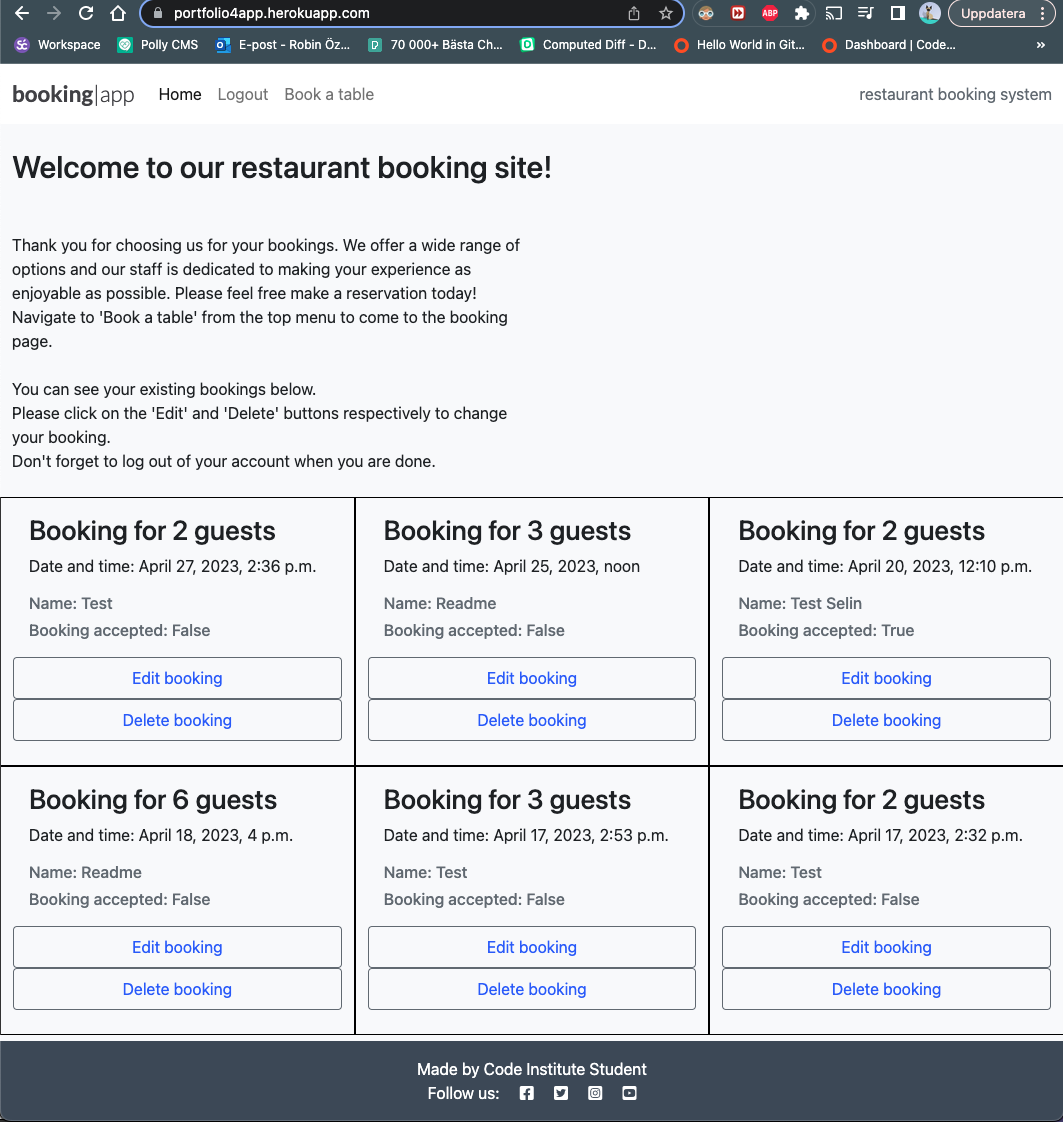 portfolio4app.herokuapp.com
ABP
Uppdatera
Sc Workspace Polly CMS E-post - Robin Öz... 70 000+ Bästa Ch... Computed Diff - D... Hello World in Git... Dashboard | Code... »
booking|app Home Logout Book a table restaurant booking system
Welcome to our restaurant booking site!
Thank you for choosing us for your bookings. We offer a wide range of
options and our staff is dedicated to making your experience as
enjoyable as possible. Please feel free make a reservation today!
Navigate to 'Book a table' from the top menu to come to the booking
page.
You can see your existing bookings below.
Please click on the 'Edit' and 'Delete' buttons respectively to change
your booking.
Don't forget to log out of your account when you are done.
Booking for 2 guests
Date and time: April 27, 2023, 2:36 p.m.
Name: Test
Booking accepted: False
Edit booking
Delete booking
Booking for 3 guests
Date and time: April 25, 2023, noon
Name: Readme
Booking accepted: False
Edit booking
Delete booking
Booking for 2 guests
Date and time: April 20, 2023, 12:10 p.m.
Name: Test Selin
Booking accepted: True
Edit booking
Delete booking
Booking for 6 guests
Date and time: April 18, 2023, 4 p.m.
Name: Readme
Booking accepted: False
Edit booking
Delete booking
Booking for 3 guests
Date and time: April 17, 2023, 2:53 p.m.
Name: Test
Booking accepted: False
Edit booking
Delete booking
Booking for 2 guests
Date and time: April 17, 2023, 2:32 p.m.
Name: Test
Booking accepted: False
Edit booking
Delete booking
Made by Code Institute Student
Follow us: